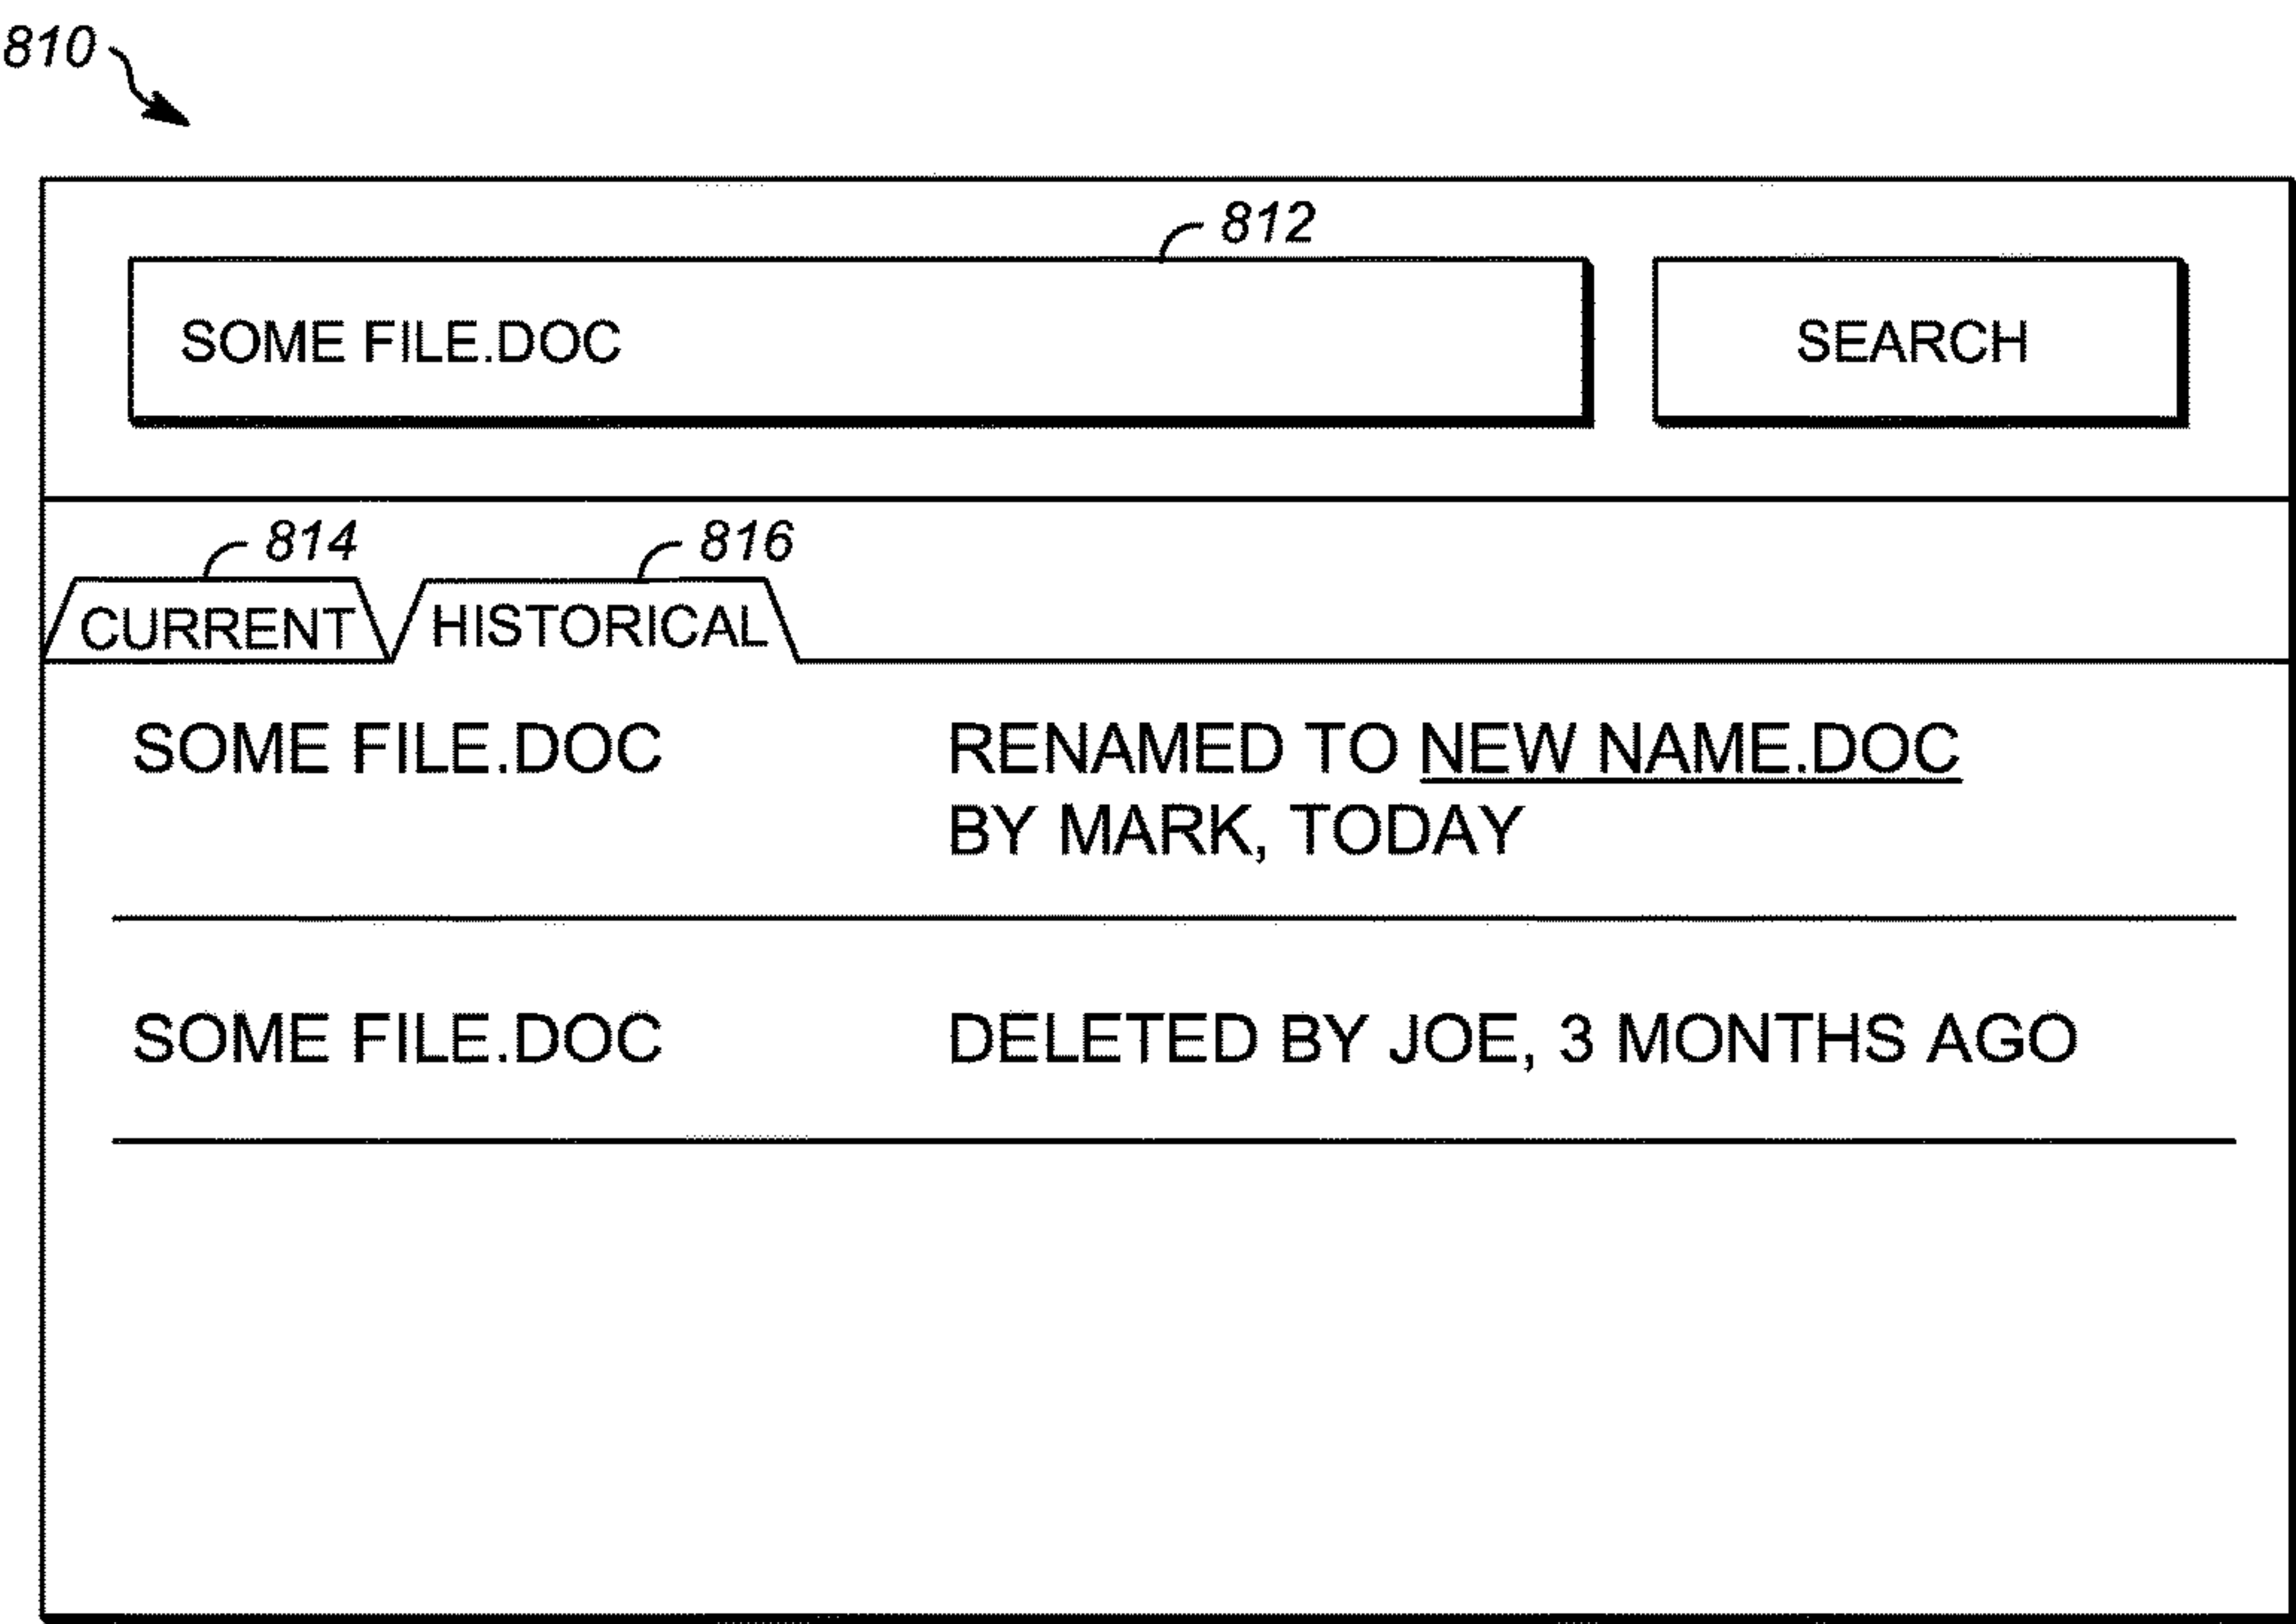 810
812
SOME FILE.DOC SEARCH
814 816
CURRENT HISTORICAL
SOME FILE.DOC RENAMED TO NEW NAME.DOC
BY MARK, TODAY
SOME FILE.DOC DELETED BY JOE, 3 MONTHS AGO